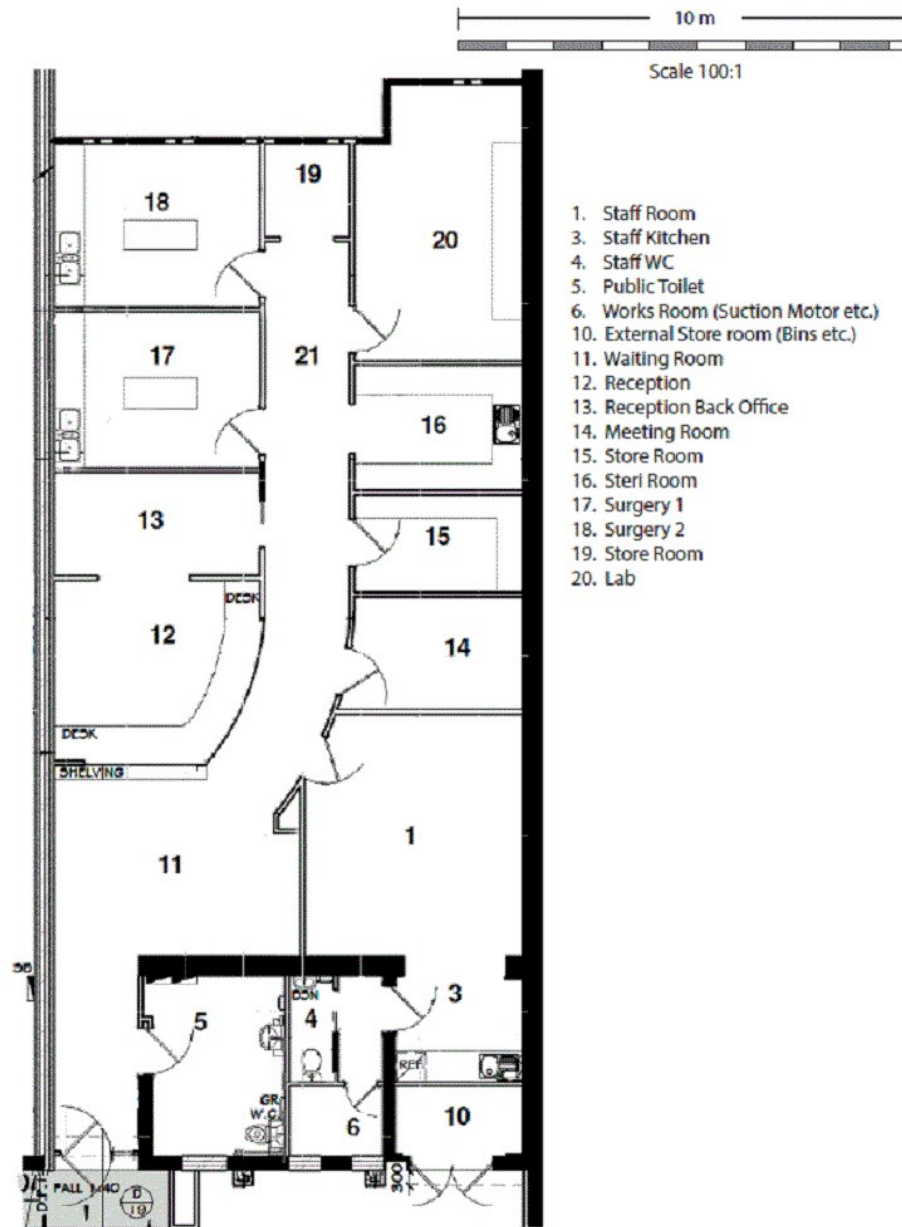 10 m
Scale 100:1
18
19
20
17
21
16
13
15
DESK
12
14
DESK
SHELVING
1
11
5
4
3
REF
GR
W.C.
6
10
300
FALL 1:40
D
19
1. Staff Room
3. Staff Kitchen
4. Staff WC
5. Public Toilet
6. Works Room (Suction Motor etc.)
10. External Store room (Bins etc.)
11. Waiting Room
12. Reception
13. Reception Back Office
14. Meeting Room
15. Store Room
16. Steri Room
17. Surgery 1
18. Surgery 2
19. Store Room
20. Lab